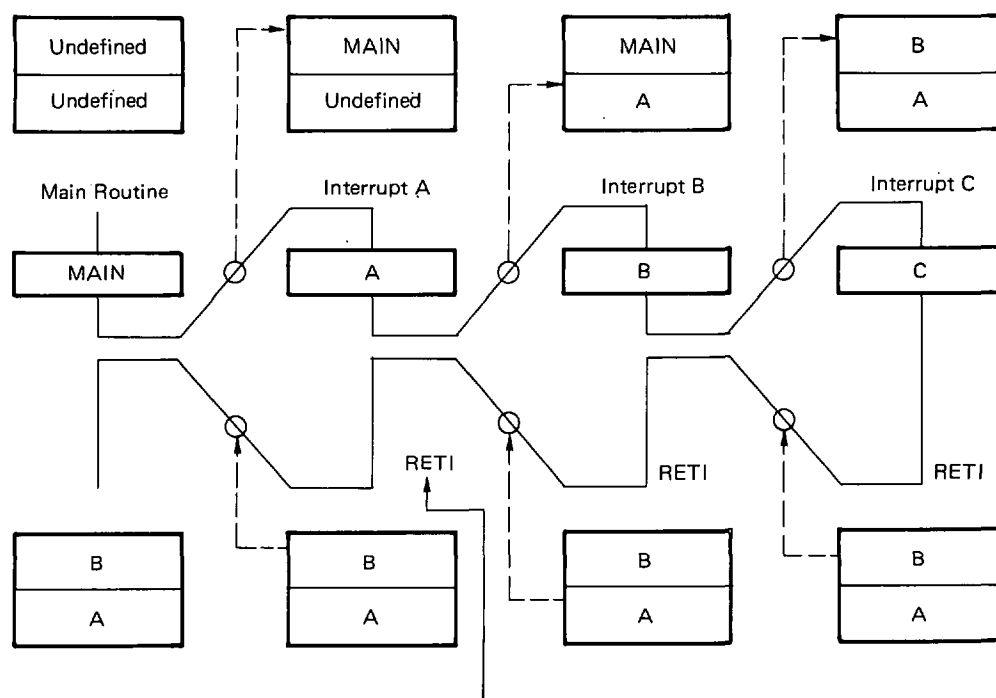 Undefined MAIN MAIN B
Undefined Undefined A A
Main Routine Interrupt A Interrupt B Interrupt C
MAIN A B C
RETI RETI RETI
B B B B
A A A A